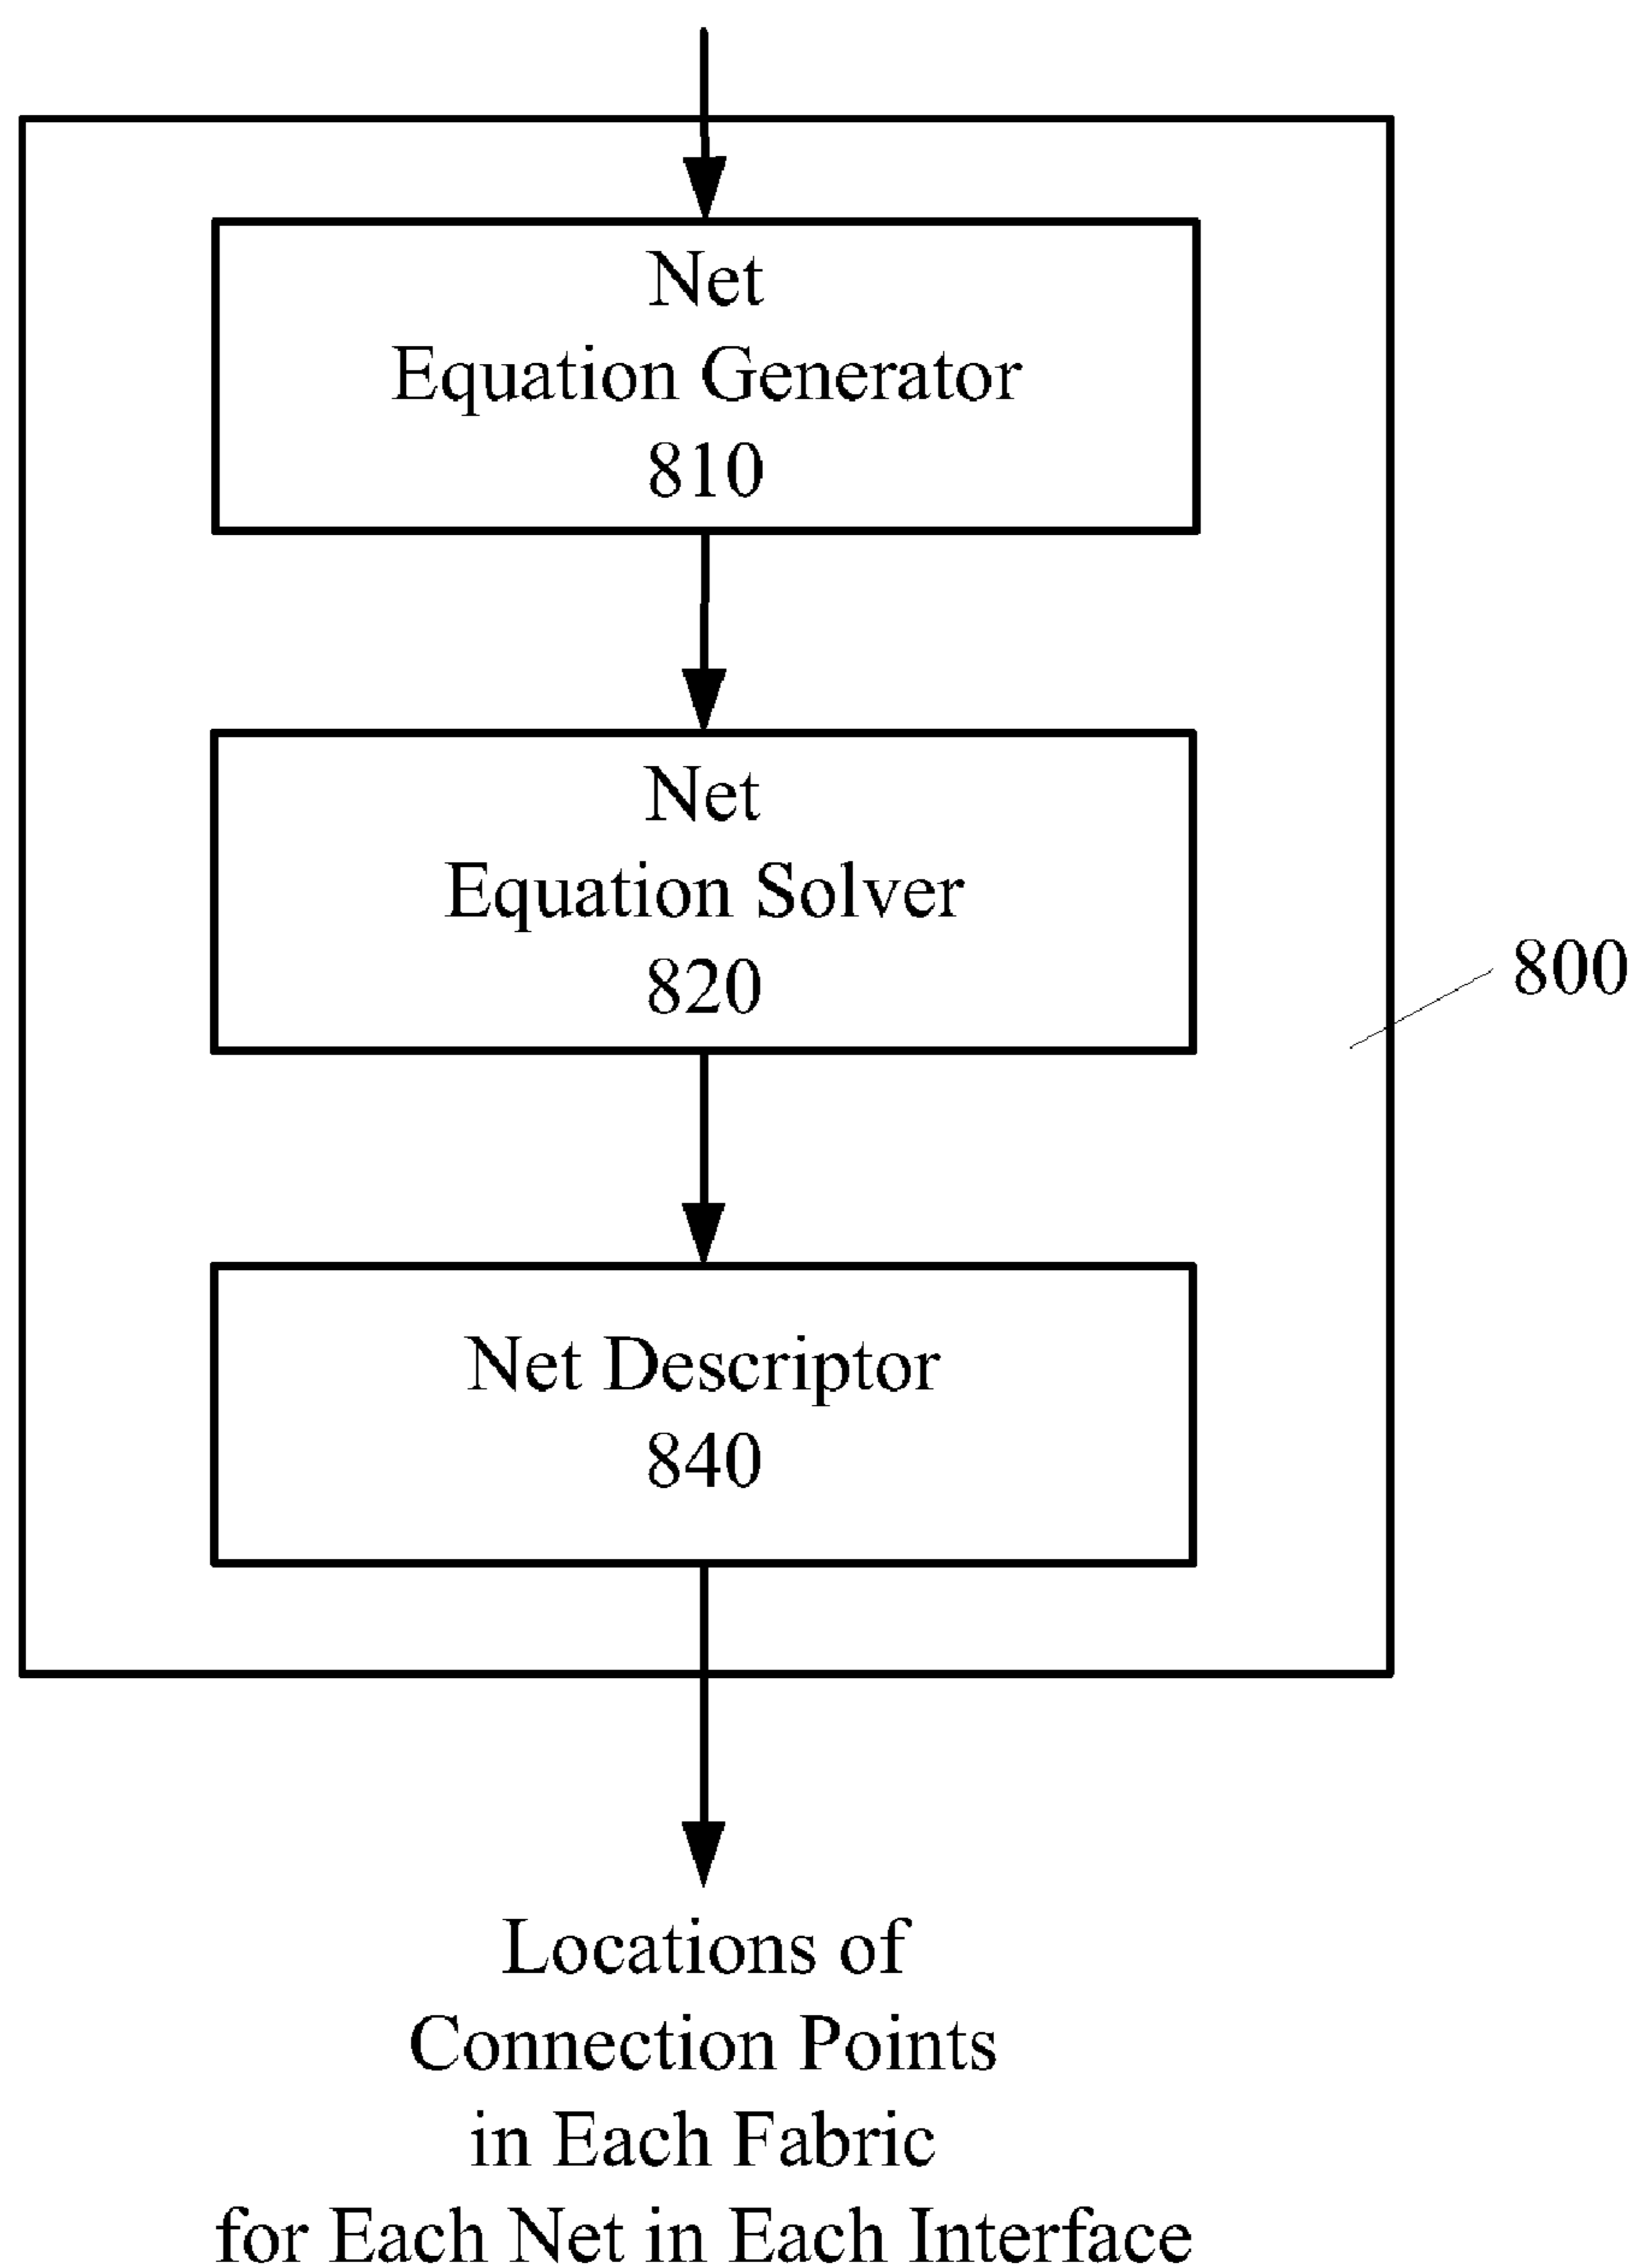 Net
Equation Generator
810
Net
Equation Solver
820
800
Net Descriptor
840
Locations of
Connection Points
in Each Fabric
for Each Net in Each Interface